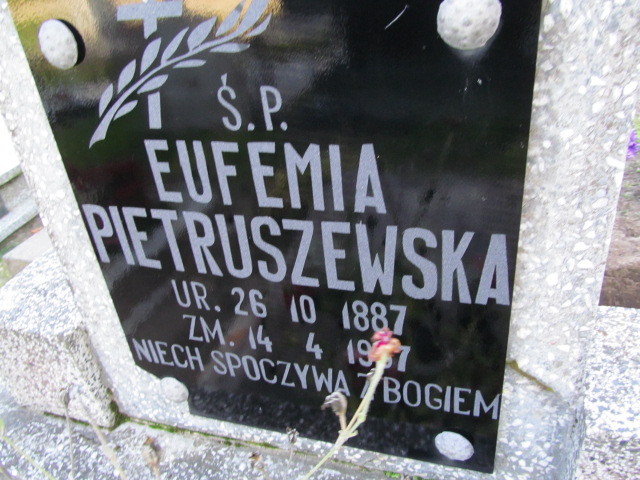 Ś.P.
EUFEMIA
PIETRUSZEWSKA
UR. 26 10 1887
ZM. 14 4
NIECH SPOCZYWA Z BOGIEM